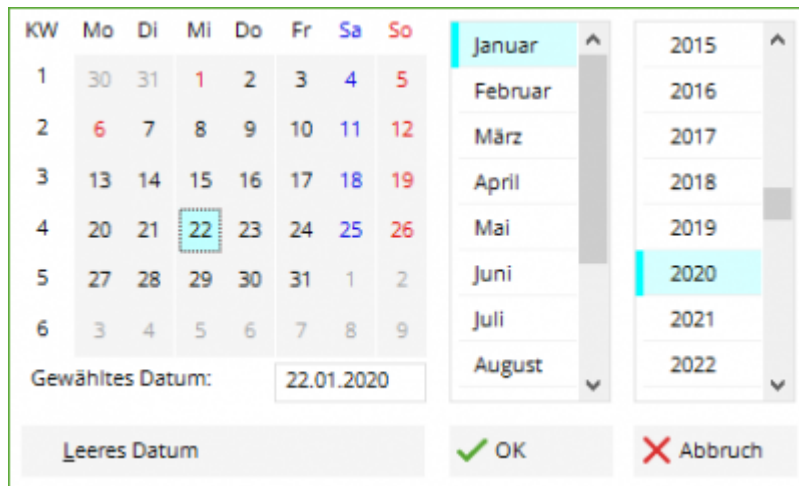 KW Mo Di Mi Do Fr Sa So
1 30 31 1 2 3 4 5
2 6 7 8 9 10 11 12
3 13 14 15 16 17 18 19
4 20 21 22 23 24 25 26
5 27 28 29 30 31 1 2
6 3 4 5 6 7 8 9
Gewähltes Datum: 22.01.2020
Leeres Datum
Januar
Februar
März
April
Mai
Juni
Juli
August
OK
2015
2016
2017
2018
2019
2020
2021
2022
Abbruch